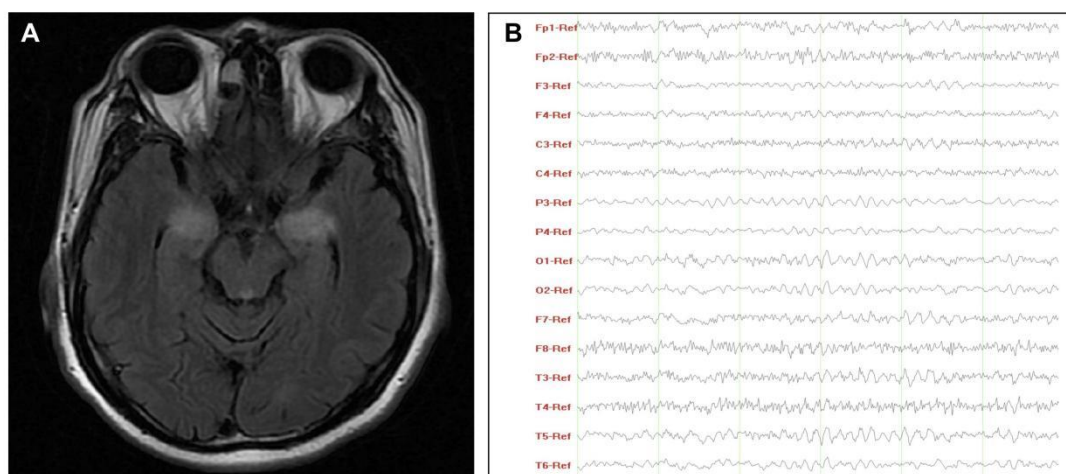 A
B
Fp1-Ref
Fp2-Ref
F3-Ref
F4-Ref
C3-Ref
C4-Ref
P3-Ref
P4-Ref
O1-Ref
O2-Ref
F7-Ref
F8-Ref
T3-Ref
T4-Ref
T5-Ref
T6-Ref